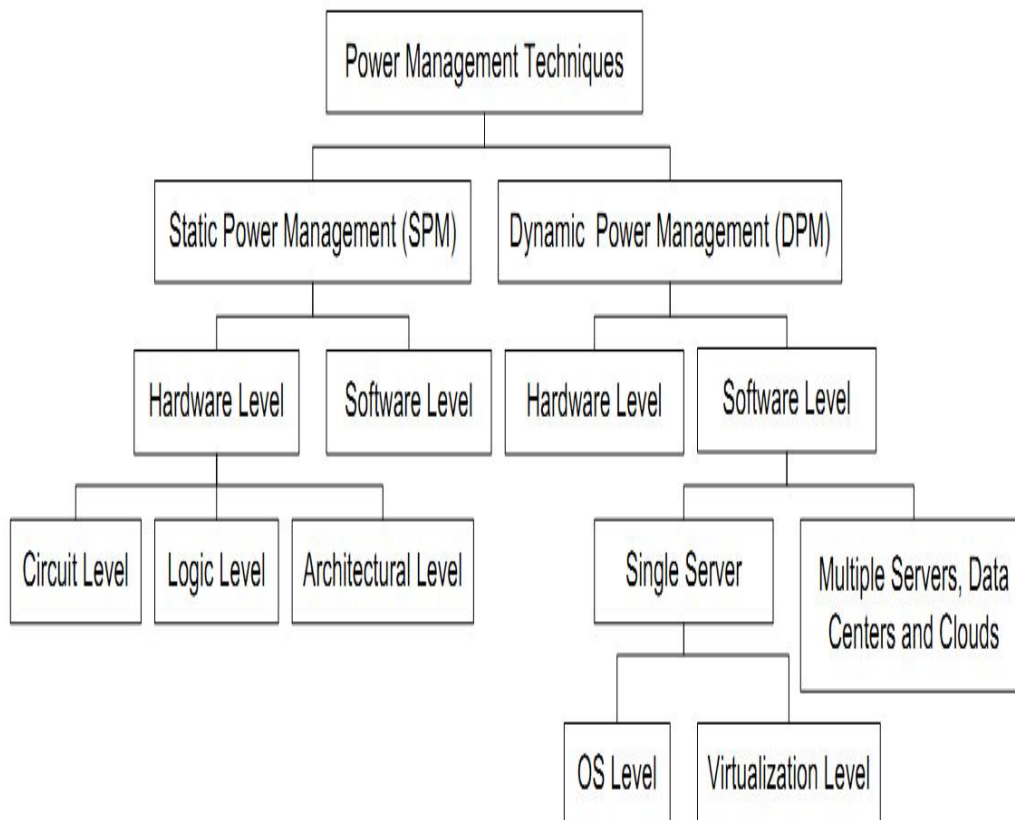 Power Management Techniques
Static Power Management (SPM)
Dynamic Power Management (DPM)
Hardware Level
Software Level
Hardware Level
Software Level
Circuit Level
Logic Level
Architectural Level
Single Server
Multiple Servers, Data
Centers and Clouds
OS Level
Virtualization Level